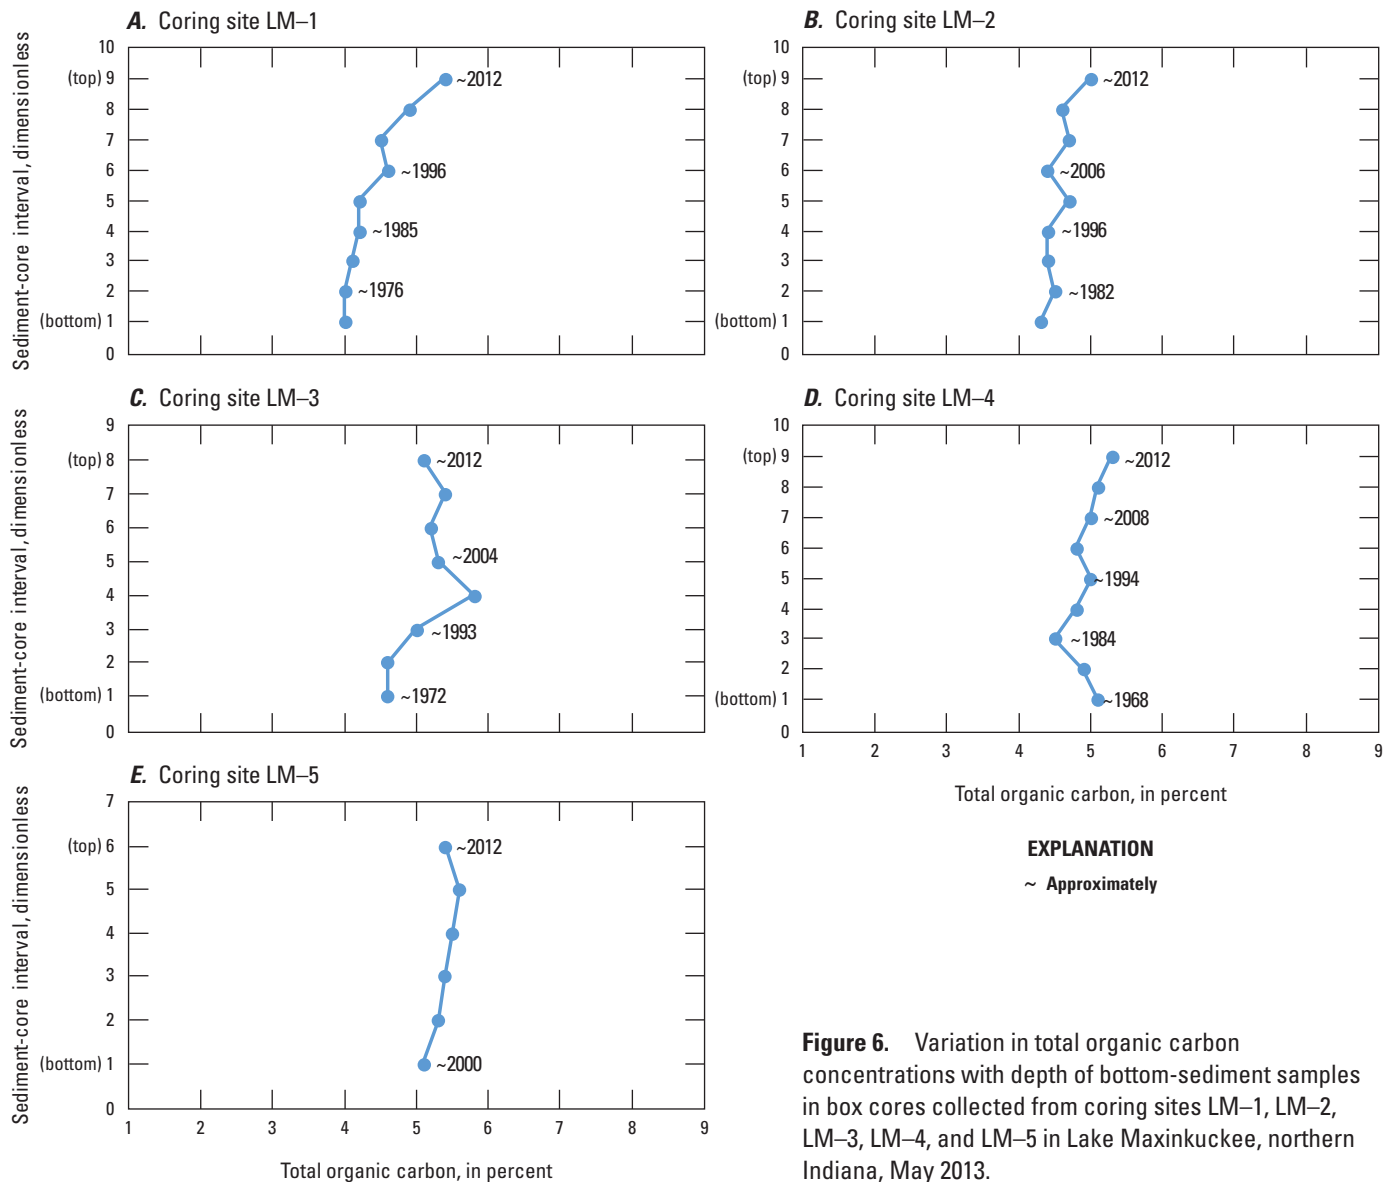 A. Coring site LM–1
Sediment-core interval, dimensionless
10
(top) 9
8
7
6
5
4
3
2
(bottom) 1
0
~2012
~1996
~1985
~1976
B. Coring site LM–2
10
(top) 9
8
7
6
5
4
3
2
(bottom) 1
0
~2012
~2006
~1996
~1982
C. Coring site LM–3
Sediment-core interval, dimensionless
9
(top) 8
7
6
5
4
3
2
(bottom) 1
0
~2012
~2004
~1993
~1972
D. Coring site LM–4
10
(top) 9
8
7
6
5
4
3
2
(bottom) 1
0
~2012
~2008
~1994
~1984
~1968
1 2 3 4 5 6 7 8 9
Total organic carbon, in percent
E. Coring site LM–5
Sediment-core interval, dimensionless
7
(top) 6
5
4
3
2
(bottom) 1
0
~2012
~2000
1 2 3 4 5 6 7 8 9
Total organic carbon, in percent
EXPLANATION
~ Approximately
Figure 6. Variation in total organic carbon
concentrations with depth of bottom-sediment samples
in box cores collected from coring sites LM–1, LM–2,
LM–3, LM–4, and LM–5 in Lake Maxinkuckee, northern
Indiana, May 2013.